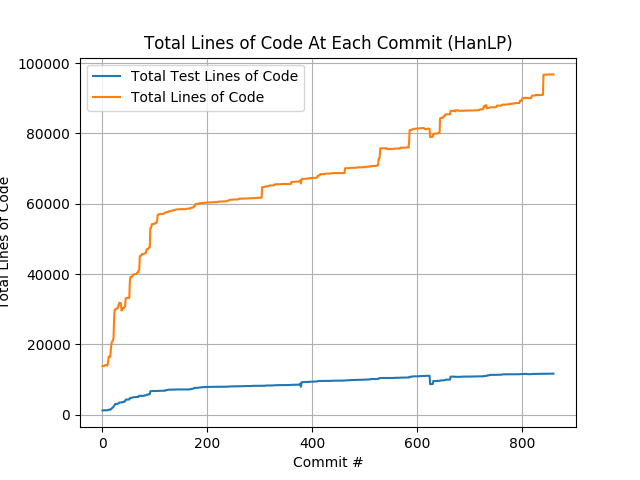 Total Lines of Code At Each Commit (HanLP)
Total Test Lines of Code
Total Lines of Code
100000
80000
60000
40000
20000
0
Total Lines of Code
0 200 400 600 800
Commit #